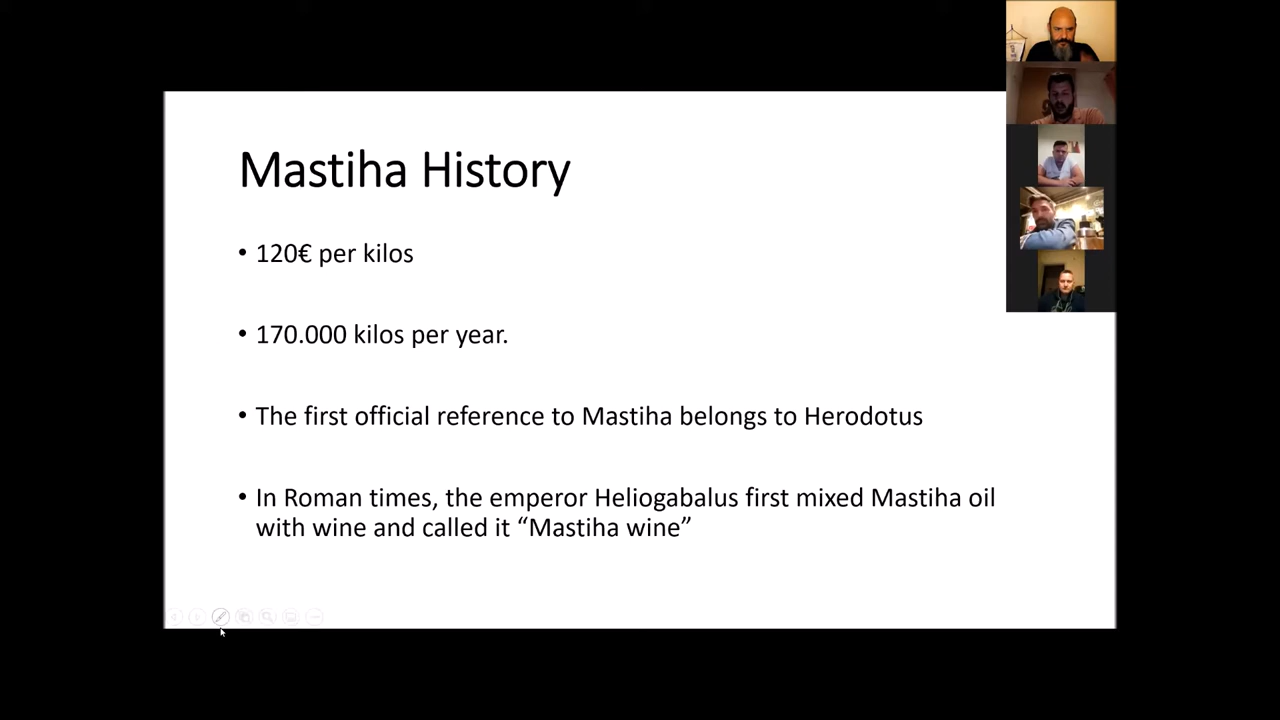 Mastiha History
• 120€ per kilos
• 170.000 kilos per year.
• The first official reference to Mastiha belongs to Herodotus
• In Roman times, the emperor Heliogabalus first mixed Mastiha oil
with wine and called it “Mastiha wine”